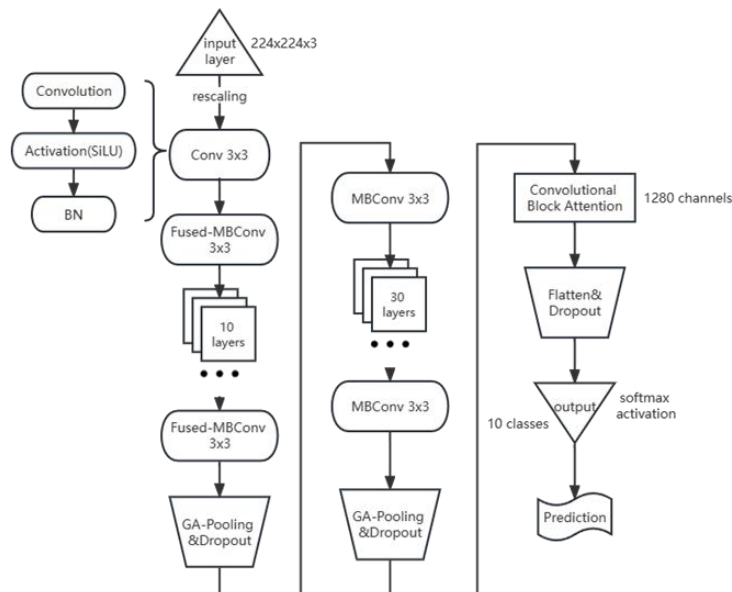 input
layer
224x224x3
rescaling
Convolution
Activation(SiLU)
BN
Conv 3x3
Fused-MBConv
3x3
10
layers
Fused-MBConv
3x3
GA-Pooling
&Dropout
MBConv 3x3
30
layers
MBConv 3x3
GA-Pooling
&Dropout
Convolutional
Block Attention
1280 channels
Flatten&
Dropout
output
softmax
activation
10 classes
Prediction